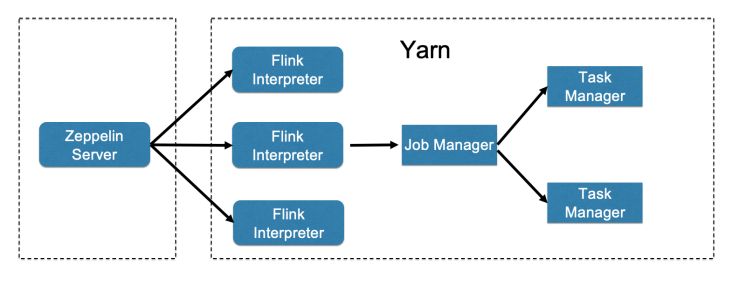 Yarn
Zeppelin
Server
Flink
Interpreter
Flink
Interpreter
Flink
Interpreter
Job Manager
Task
Manager
Task
Manager